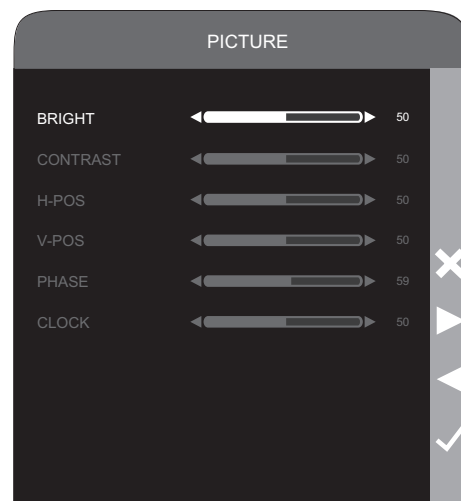 PICTURE
BRIGHT 50
CONTRAST 50
H-POS 50
V-POS 50
PHASE 59
CLOCK 50